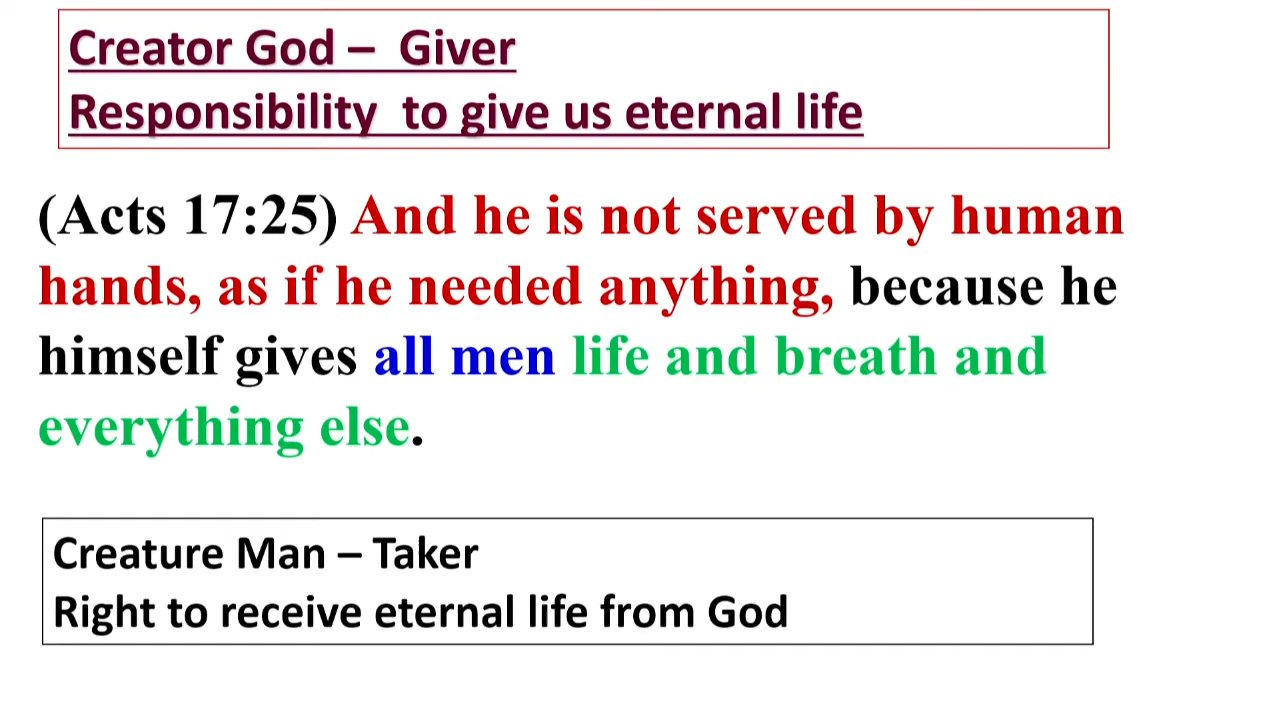 Creator God – Giver
Responsibility to give us eternal life
(Acts 17:25) And he is not served by human
hands, as if he needed anything, because he
himself gives all men life and breath and
everything else.
Creature Man – Taker
Right to receive eternal life from God